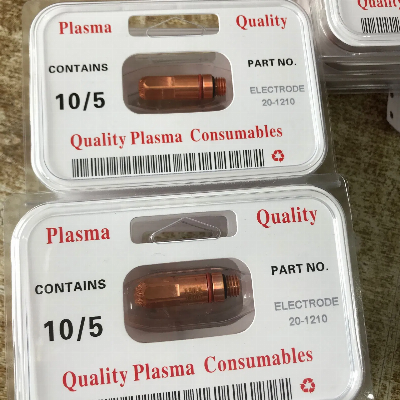 Plasma Quality
CONTAINS
PART NO.
10/5
ELECTRODE
20-1210
Quality Plasma Consumables
Plasma Quality
CONTAINS
PART NO.
10/5
ELECTRODE
20-1210
Quality Plasma Consumables
Quality